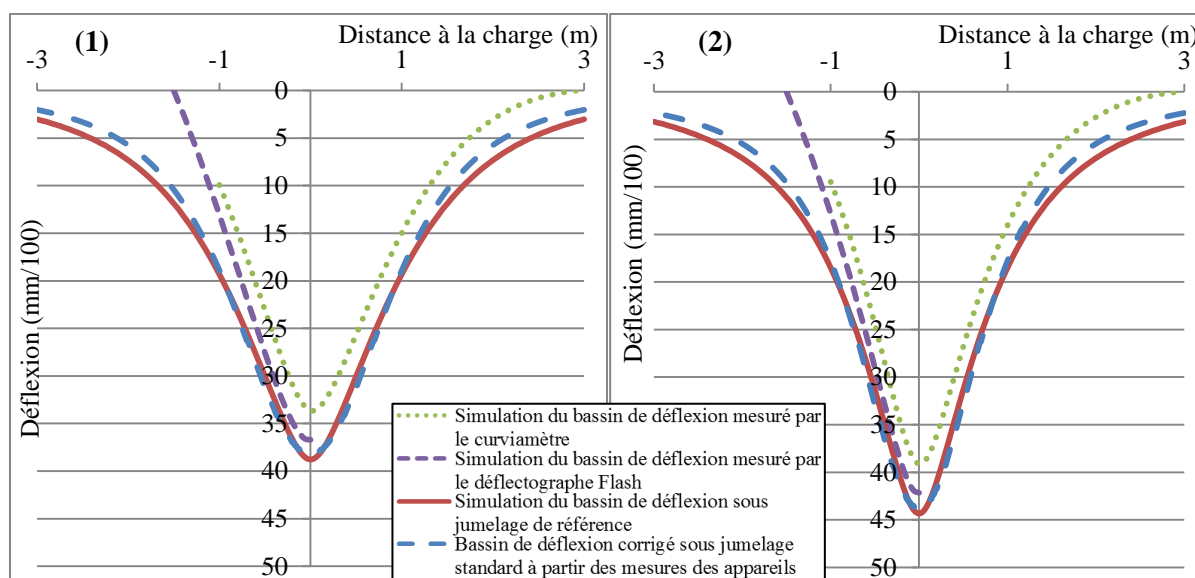 (1)
Distance à la charge (m)
-3 -1 1 3
0
5
10
15
20
25
30
35
40
45
50
Déflexion (mm/100)
(2)
Distance à la charge (m)
-3 -1 1 3
0
5
10
15
20
25
30
35
40
45
50
Déflexion (mm/100)
Simulation du bassin de déflexion mesuré par
le curviamètre
Simulation du bassin de déflexion mesuré par
le déflectographe Flash
Simulation du bassin de déflexion sous
jumelage de référence
Bassin de déflexion corrigé sous jumelage
standard à partir des mesures des appareils